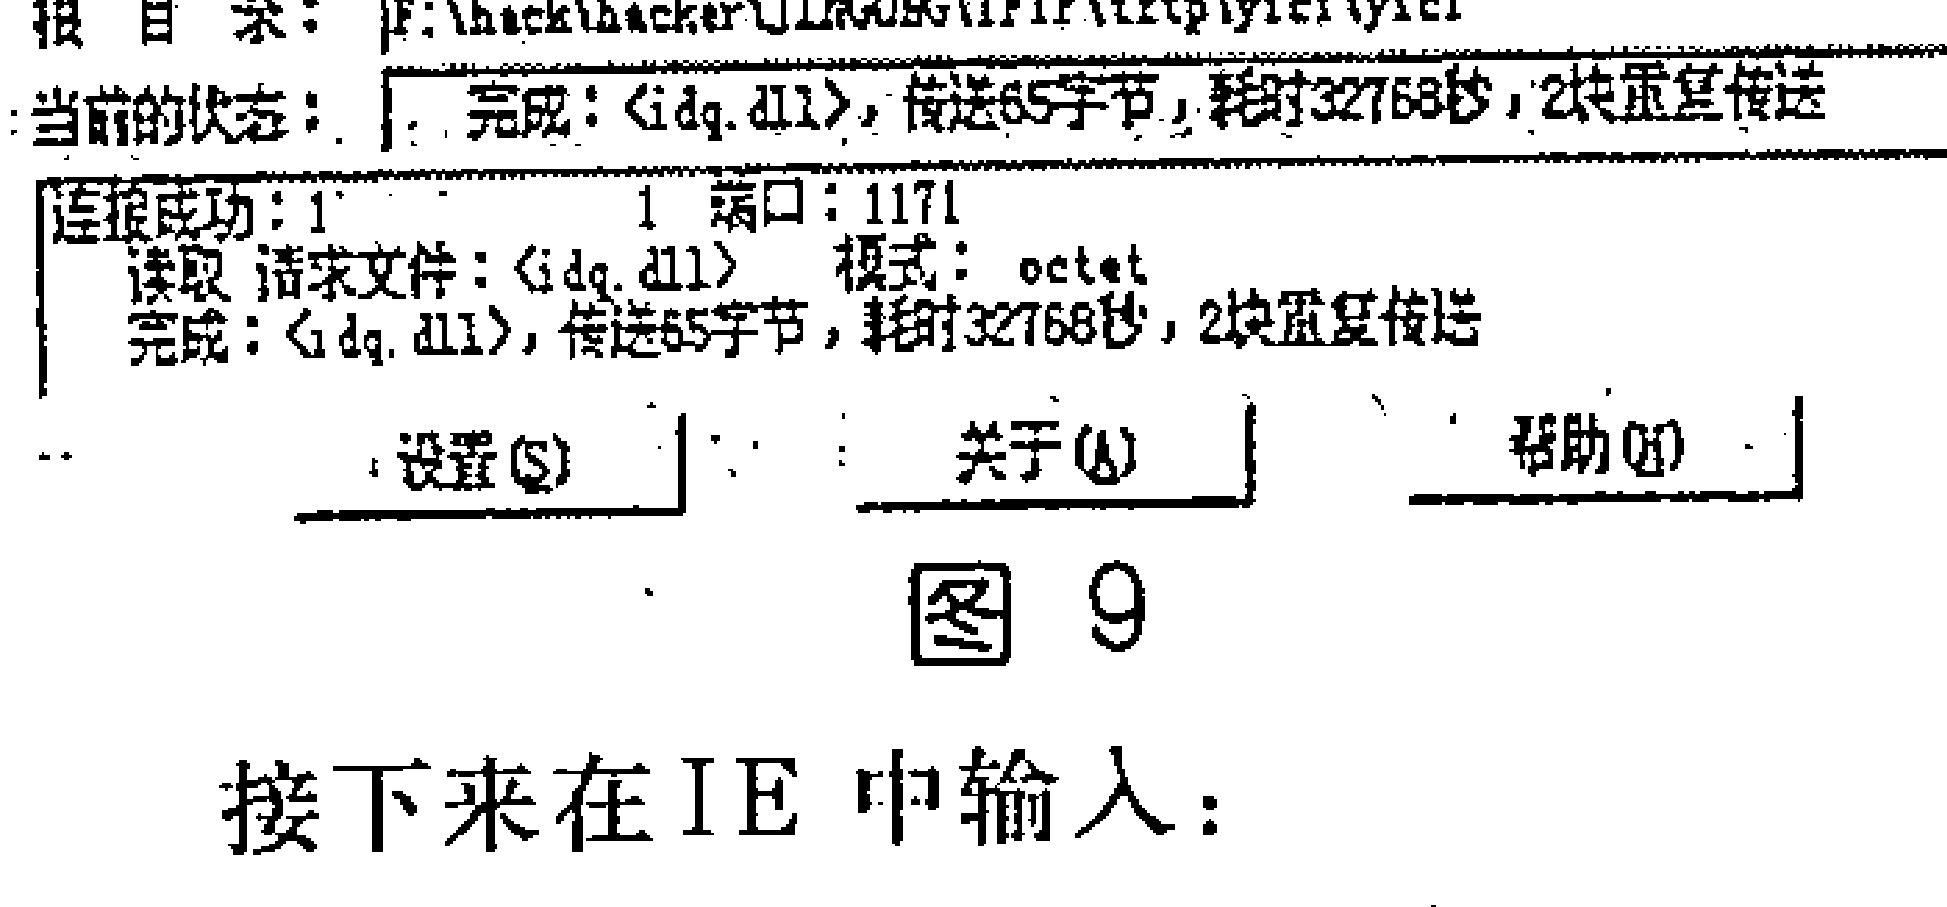 根 目 录：
当前的状态： 完成：<idq.dll>，传送65字节，耗时32768秒，2块重复传送
连接成功：1 1 端口：1171
读取 请求文件：<idq.dll> 模式： octet
完成：<idq.dll>，传送65字节，耗时32768秒，2块重复传送
设置(S) 关于(A) 帮助(H)
图 9
接下来在IE 中输入：